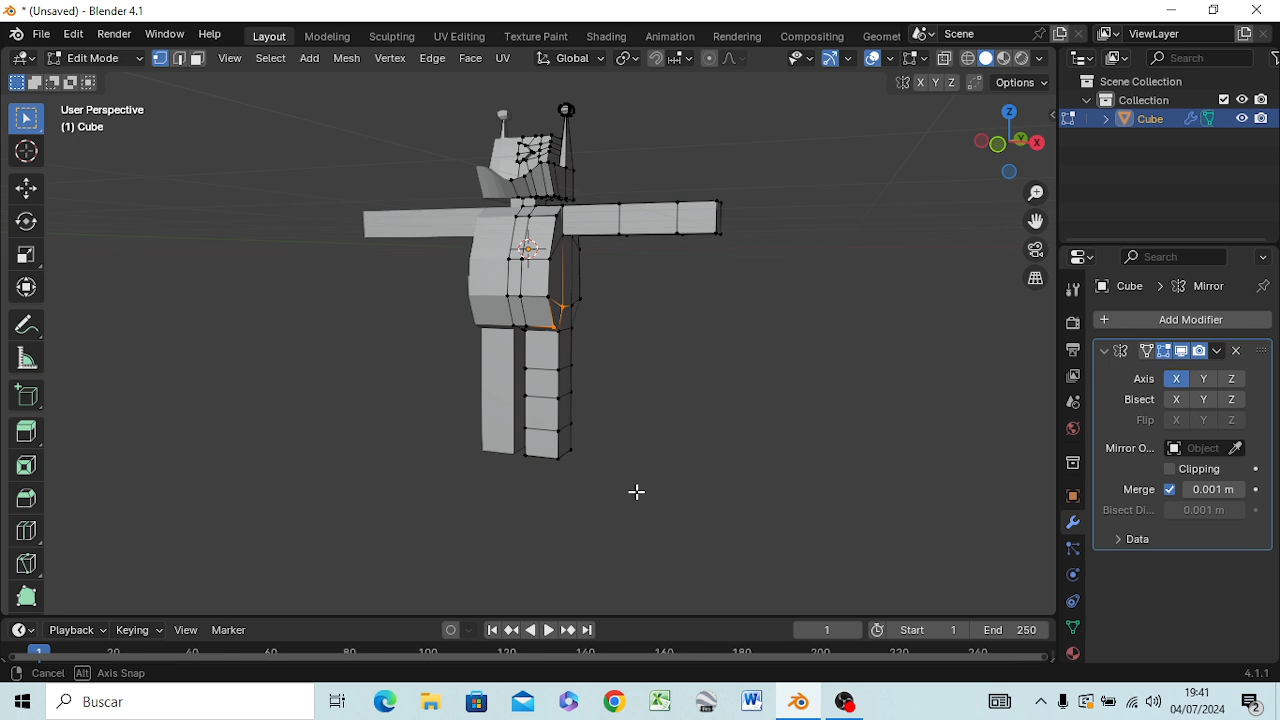 * (Unsaved) - Blender 4.1
File Edit Render Window Help Layout Modeling Sculpting UV Editing Texture Paint Shading Animation Rendering Compositing Geomet Scene ViewLayer
Edit Mode View Select Add Mesh Vertex Edge Face UV Global Search
X Y Z Options
User Perspective
(1) Cube
Scene Collection
Collection
Cube
Z
Y
X
Search
Cube > Mirror
+ Add Modifier
Axis X Y Z
Bisect X Y Z
Flip X Y Z
Mirror O... Object
Clipping
Merge 0.001 m
Bisect Di... 0.001 m
Data
Playback Keying View Marker 1 Start 1 End 250
1 20 40 60 80 100 120 140 160 180 200 220 240
Cancel Alt Axis Snap 4.1.1
Buscar
19:41
04/07/2024
2